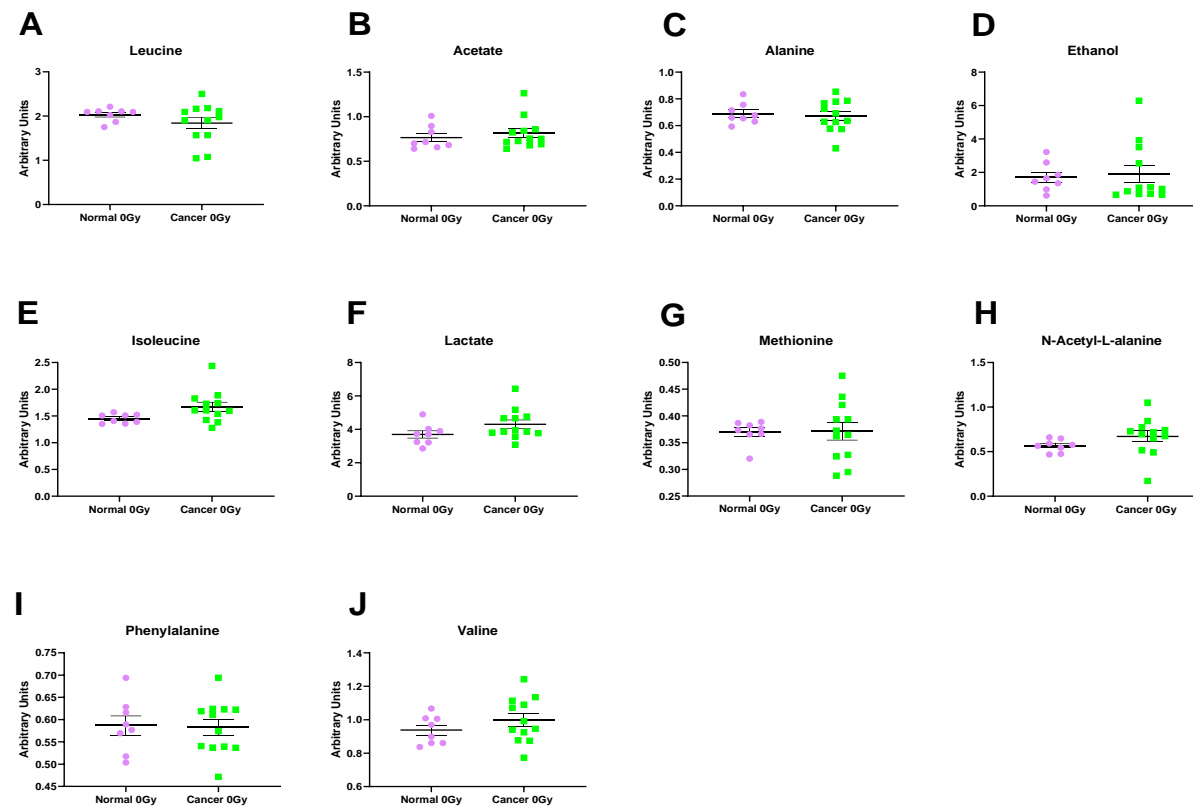 A
Leucine
Arbitrary Units
3
2
1
0
Normal 0Gy Cancer 0Gy
B
Acetate
Arbitrary Units
1.5
1.0
0.5
0.0
Normal 0Gy Cancer 0Gy
C
Alanine
Arbitrary Units
1.0
0.8
0.6
0.4
0.2
0.0
Normal 0Gy Cancer 0Gy
D
Ethanol
Arbitrary Units
8
6
4
2
0
Normal 0Gy Cancer 0Gy
E
Isoleucine
Arbitrary Units
2.5
2.0
1.5
1.0
0.5
0.0
Normal 0Gy Cancer 0Gy
F
Lactate
Arbitrary Units
8
6
4
2
0
Normal 0Gy Cancer 0Gy
G
Methionine
Arbitrary Units
0.50
0.45
0.40
0.35
0.30
0.25
Normal 0Gy Cancer 0Gy
H
N-Acetyl-L-alanine
Arbitrary Units
1.5
1.0
0.5
0.0
Normal 0Gy Cancer 0Gy
I
Phenylalanine
Arbitrary Units
0.75
0.70
0.65
0.60
0.55
0.50
0.45
Normal 0Gy Cancer 0Gy
J
Valine
Arbitrary Units
1.4
1.2
1.0
0.8
0.6
Normal 0Gy Cancer 0Gy